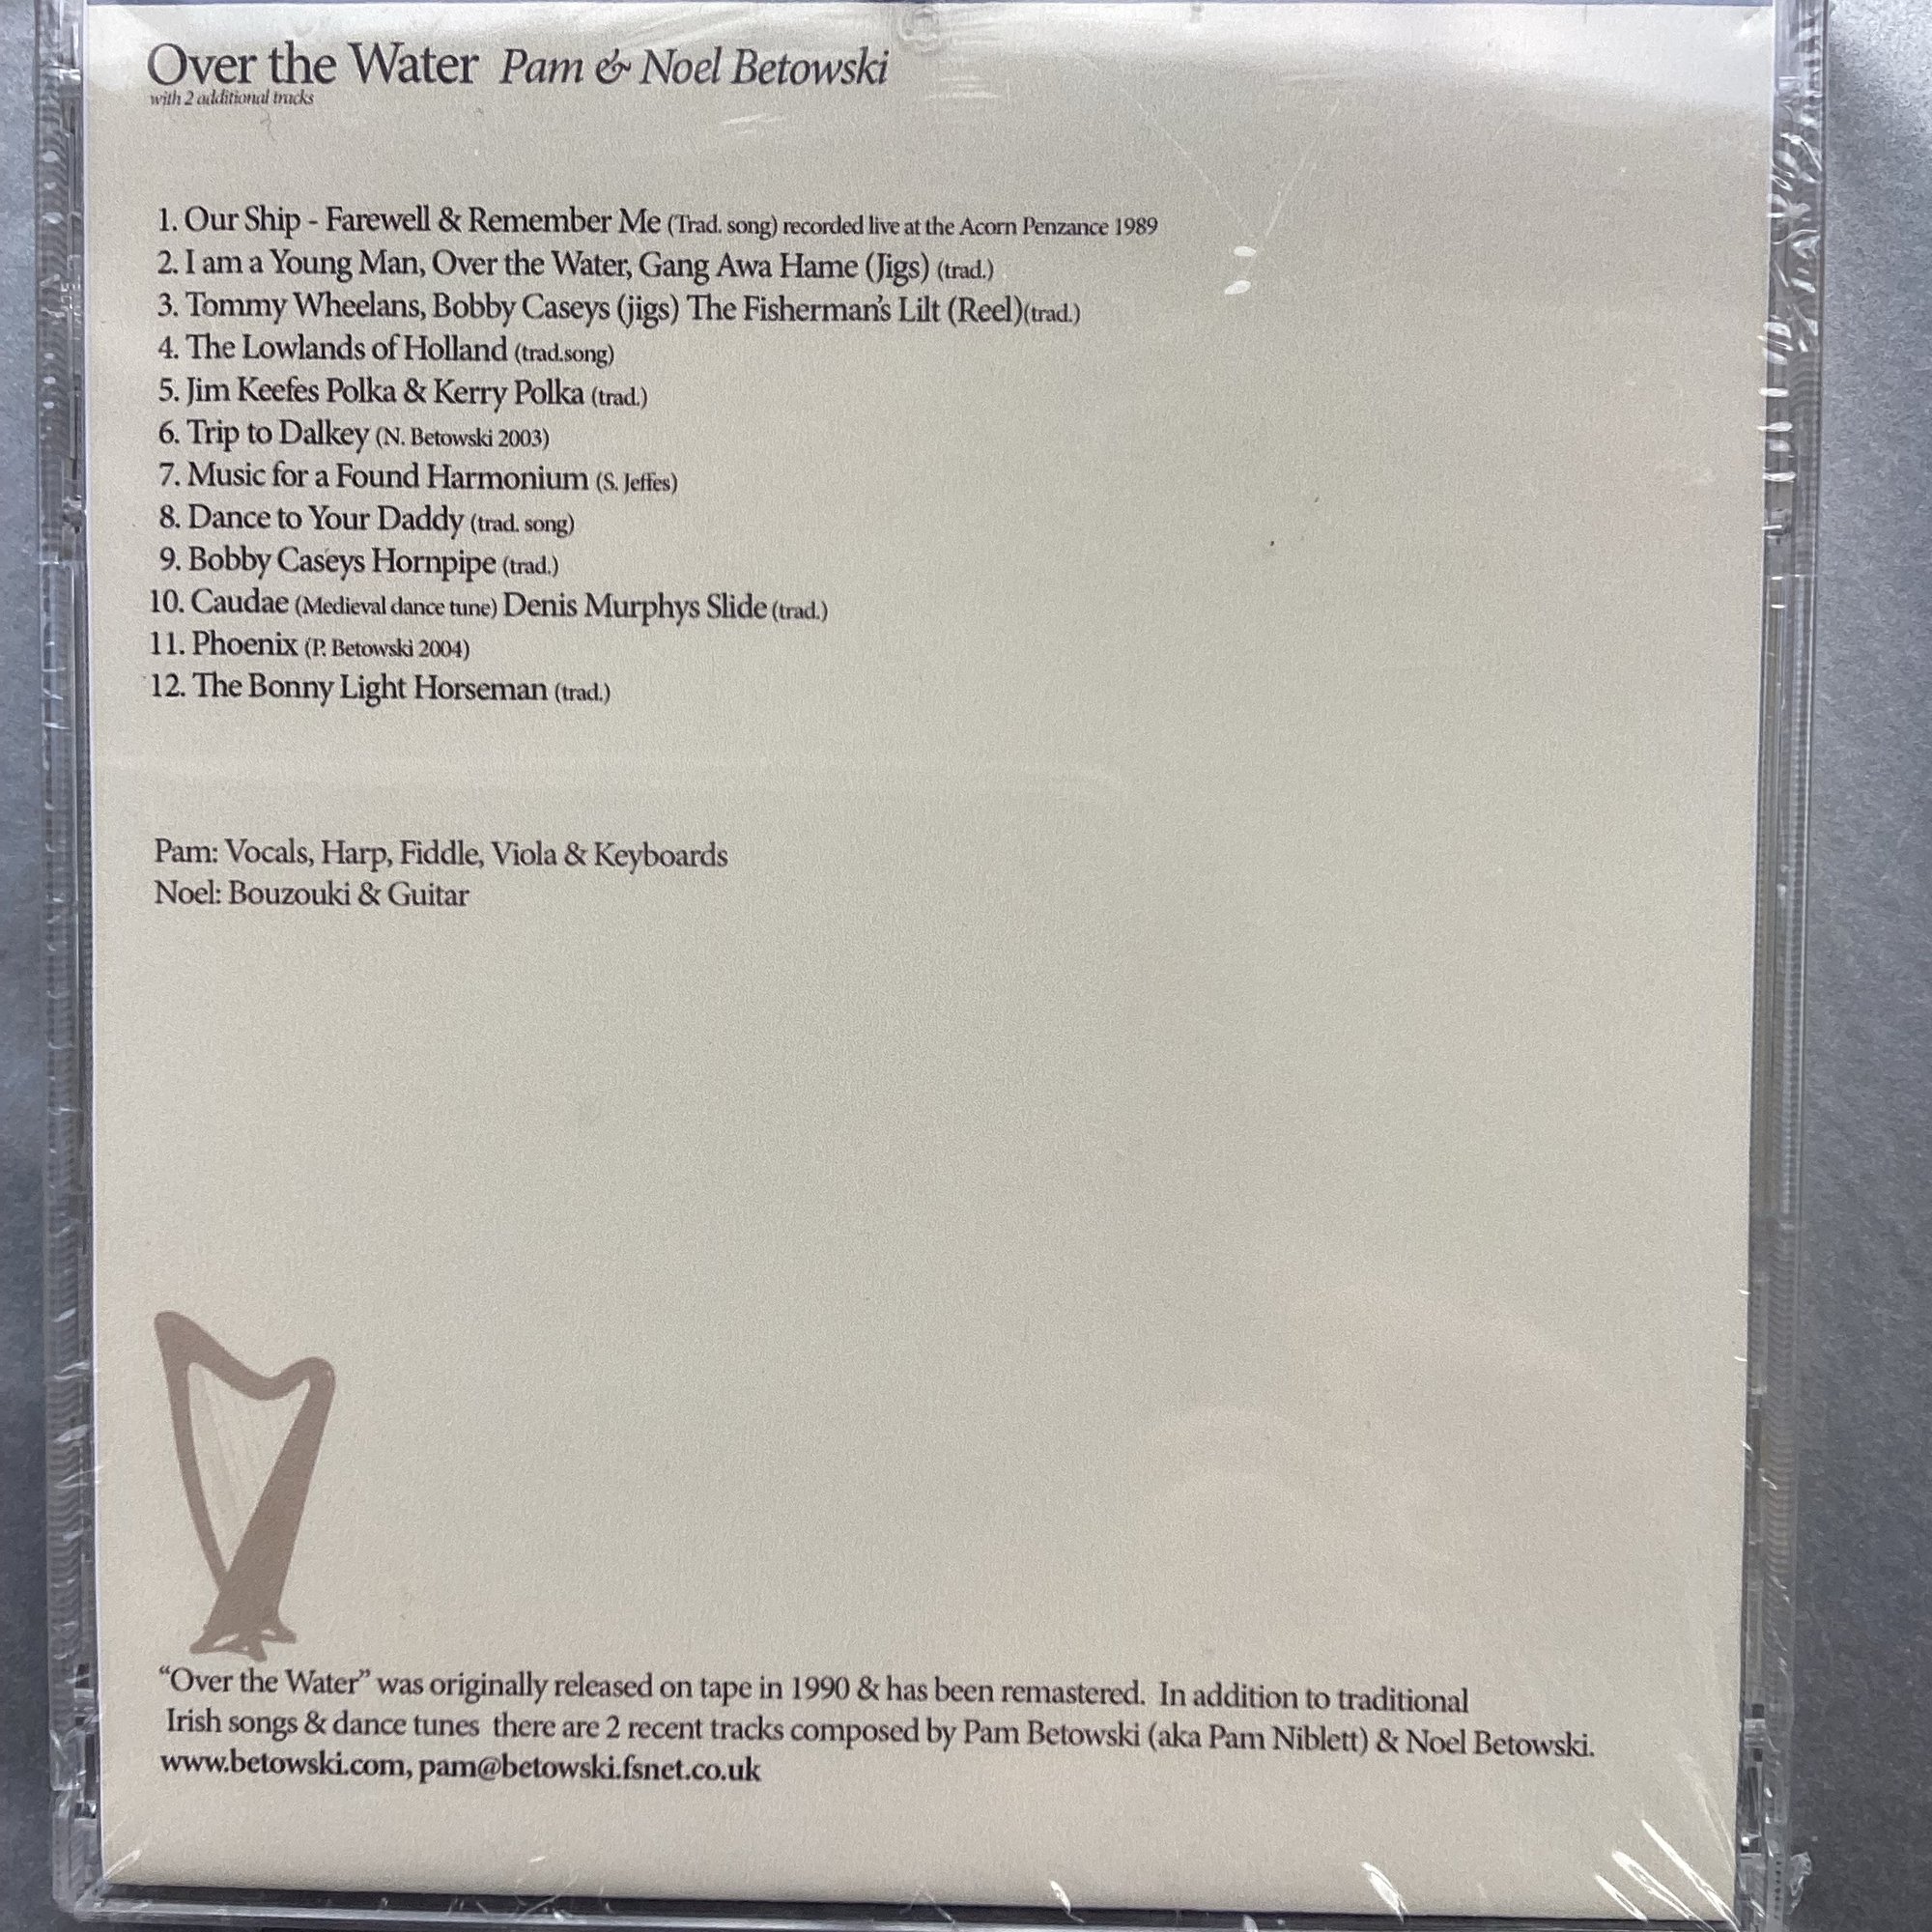 Over the Water Pam & Noel Betowski
with 2 additional tracks
1. Our Ship - Farewell & Remember Me (Trad. song) recorded live at the Acorn Penzance 1989
2. I am a Young Man, Over the Water, Gang Awa Hame (Jigs) (trad.)
3. Tommy Wheelans, Bobby Caseys (jigs) The Fisherman's Lilt (Reel)(trad.)
4. The Lowlands of Holland (trad.song)
5. Jim Keefes Polka & Kerry Polka (trad.)
6. Trip to Dalkey (N. Betowski 2003)
7. Music for a Found Harmonium (S. Jeffes)
8. Dance to Your Daddy (trad. song)
9. Bobby Caseys Hornpipe (trad.)
10. Caudae (Medieval dance tune) Denis Murphys Slide (trad.)
11. Phoenix (P. Betowski 2004)
12. The Bonny Light Horseman (trad.)
Pam: Vocals, Harp, Fiddle, Viola & Keyboards
Noel: Bouzouki & Guitar
“Over the Water” was originally released on tape in 1990 & has been remastered. In addition to traditional
Irish songs & dance tunes there are 2 recent tracks composed by Pam Betowski (aka Pam Niblett) & Noel Betowski.
www.betowski.com, pam@betowski.fsnet.co.uk